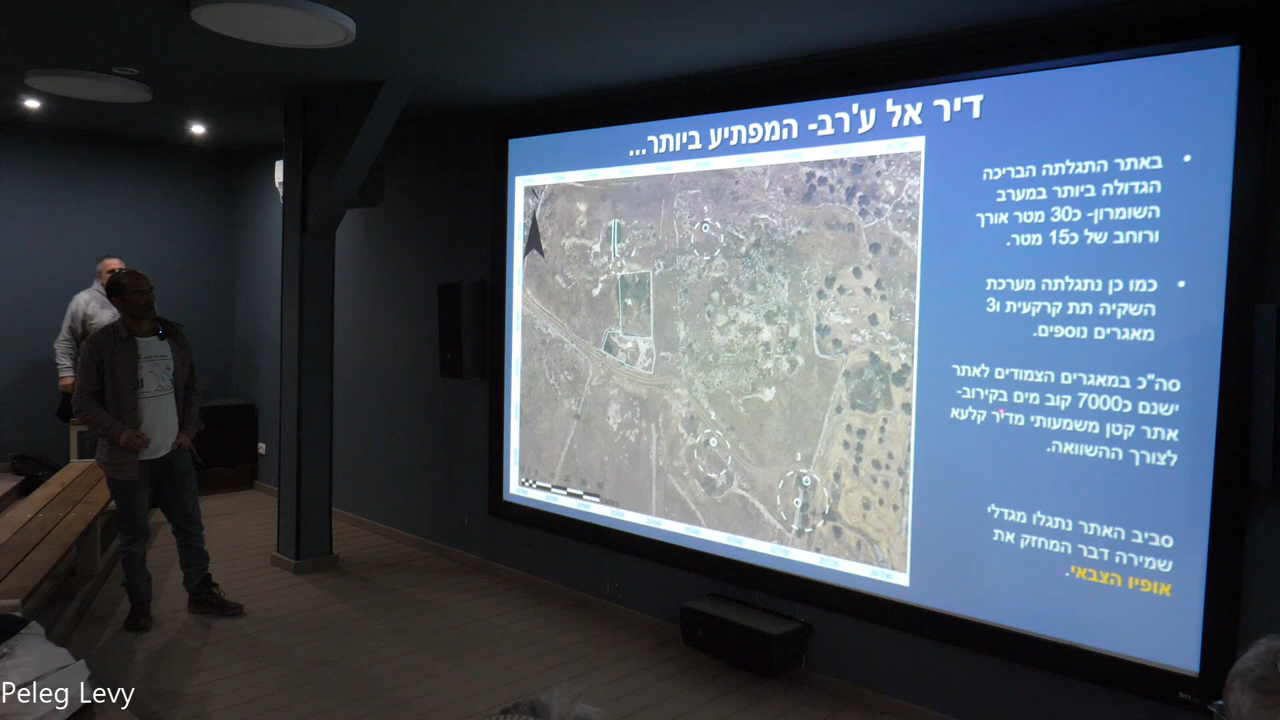 דיר אל ע'רב- המפתיע ביותר...
באתר התגלתה הבריכה
הגדולה ביותר במערב
השומרון- כ30 מטר אורך
ורוחב של כ15 מטר.
כמו כן נתגלתה מערכת
השקיה תת קרקעית ו3
מאגרים נוספים.
סה"כ במאגרים הצמודים לאתר
ישנם כ7000 קוב מים בקירוב-
אתר קטן משמעותי מדיר קלעא
לצורך ההשוואה.
סביב האתר נתגלו מגדלי
שמירה דבר המחזק את
אופיו הצבאי.
2
3
Peleg Levy